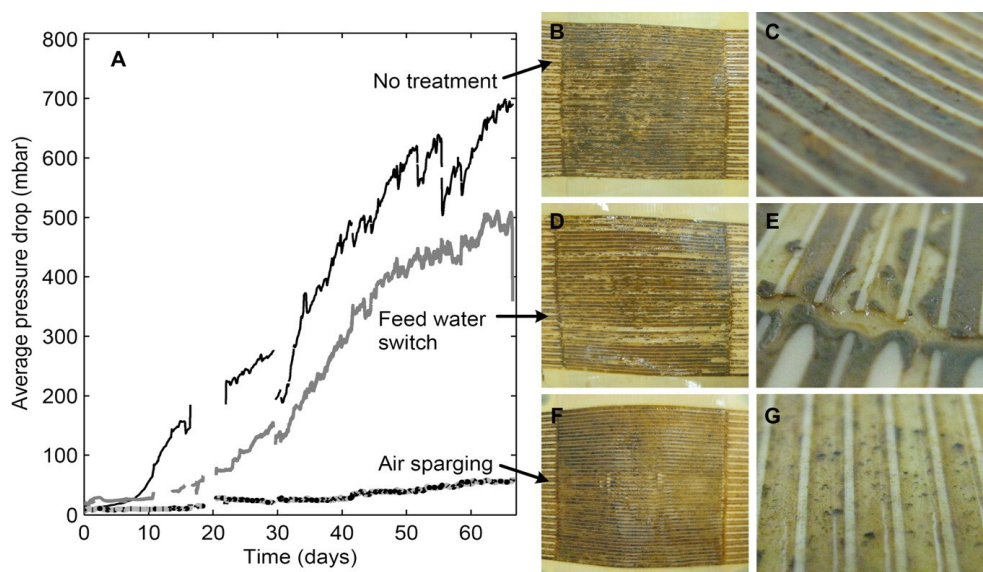 A
800
700
600
500
400
300
200
100
0
Average pressure drop (mbar)
0 10 20 30 40 50 60
Time (days)
No treatment
Feed water
switch
Air sparging
B
C
D
E
F
G